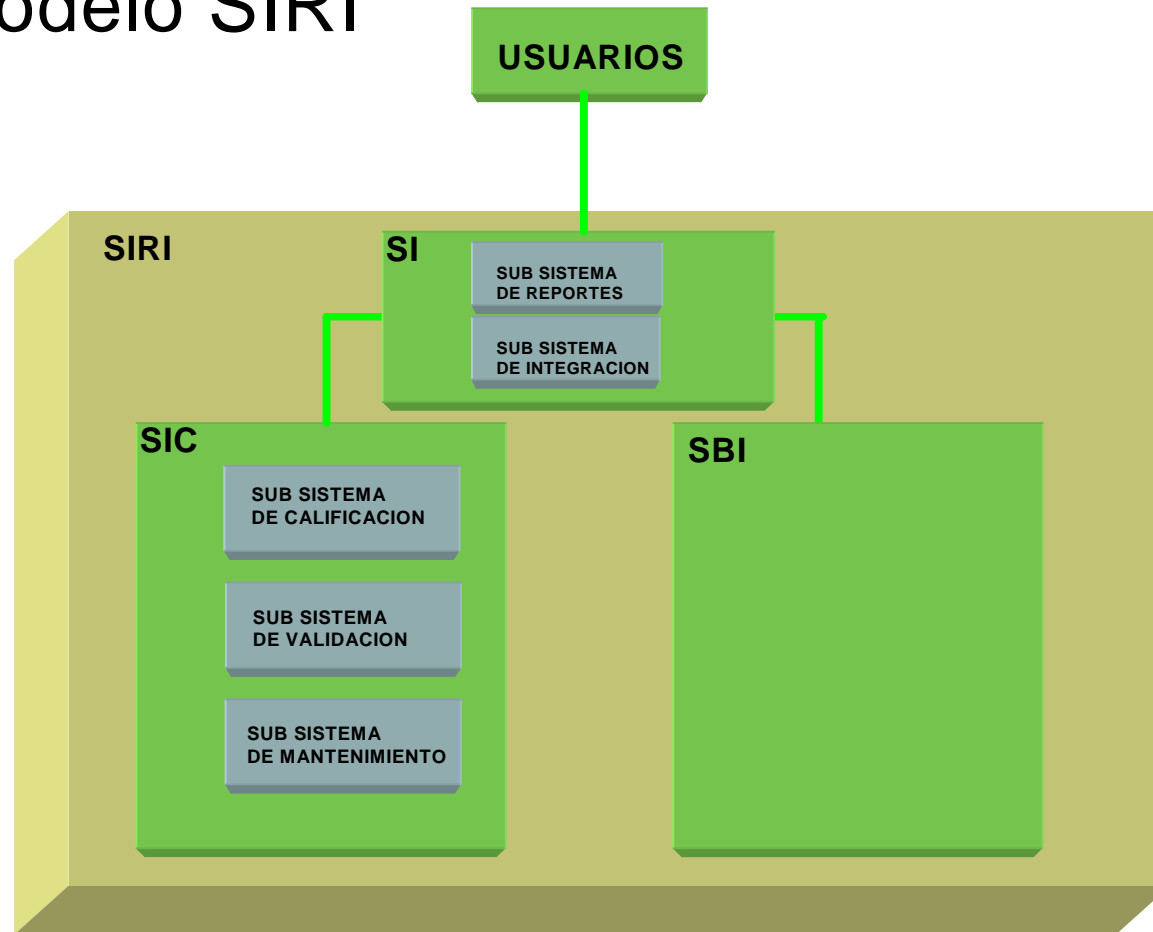 odelo SIRI
USUARIOS
SIRI
SI
SUB SISTEMA
DE REPORTES
SUB SISTEMA
DE INTEGRACION
SIC
SUB SISTEMA
DE CALIFICACION
SUB SISTEMA
DE VALIDACION
SUB SISTEMA
DE MANTENIMIENTO
SBI